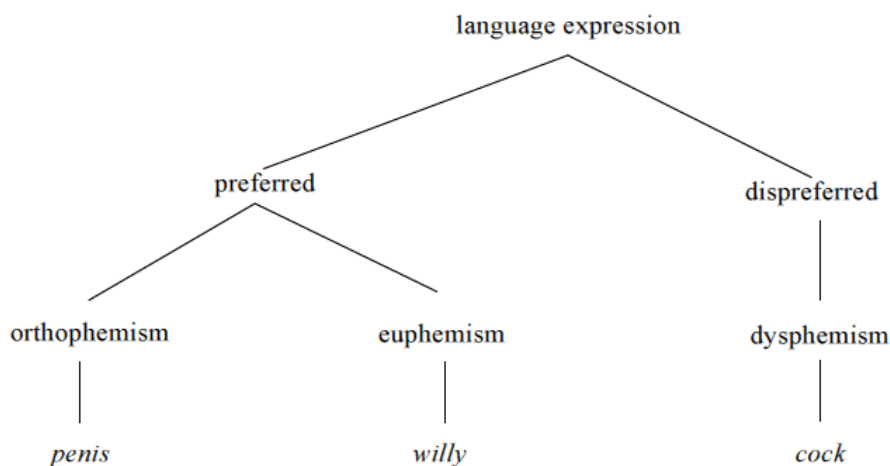 language expression
preferred
dispreferred
orthophemism
euphemism
dysphemism
penis
willy
cock